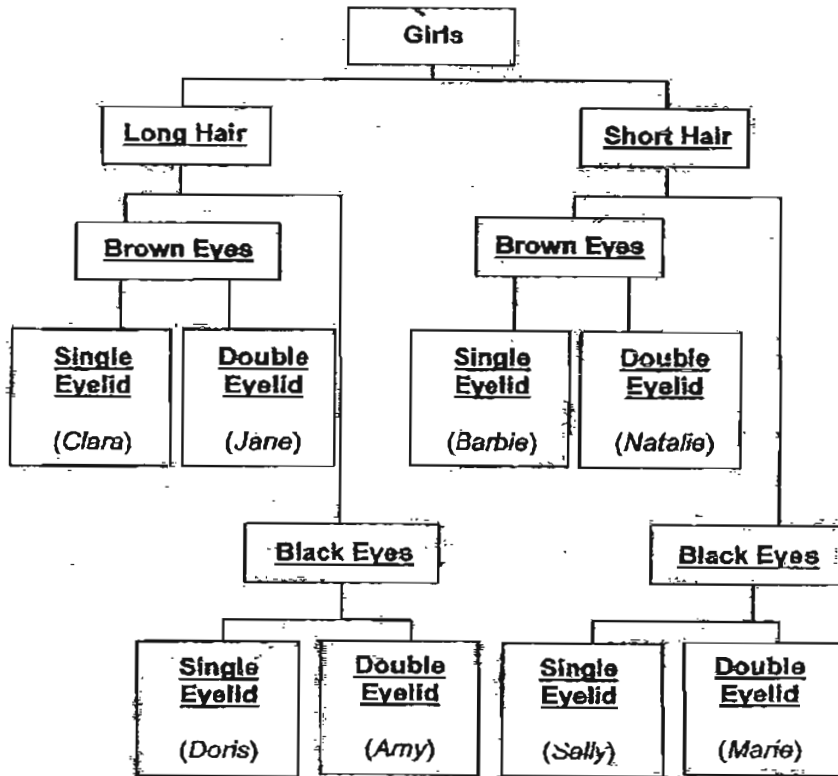 Girls
Long Hair
Short Hair
Brown Eyes
Brown Eyes
Single
Eyelid
(Clara)
Double
Eyelid
(Jane)
Single
Eyelid
(Barbie)
Double
Eyelid
(Natalie)
Black Eyes
Black Eyes
Single
Eyelid
(Doris)
Double
Eyelid
(Amy)
Single
Eyelid
(Sally)
Double
Eyelid
(Marie)